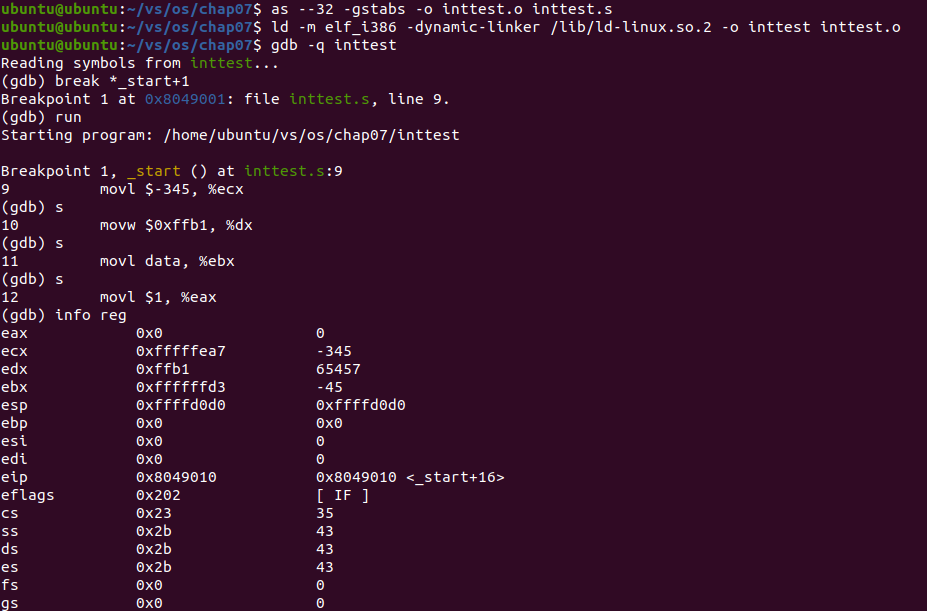 ubuntu@ubuntu:~/vs/os/chap07$ as --32 -gstabs -o inttest.o inttest.s
ubuntu@ubuntu:~/vs/os/chap07$ ld -m elf_i386 -dynamic-linker /lib/ld-linux.so.2 -o inttest inttest.o
ubuntu@ubuntu:~/vs/os/chap07$ gdb -q inttest
Reading symbols from inttest...
(gdb) break *_start+1
Breakpoint 1 at 0x8049001: file inttest.s, line 9.
(gdb) run
Starting program: /home/ubuntu/vs/os/chap07/inttest

Breakpoint 1, _start () at inttest.s:9
9          movl $-345, %ecx
(gdb) s
10         movw $0xffb1, %dx
(gdb) s
11         movl data, %ebx
(gdb) s
12         movl $1, %eax
(gdb) info reg
eax            0x0                 0
ecx            0xfffffea7          -345
edx            0xffb1              65457
ebx            0xffffffd3          -45
esp            0xffffd0d0          0xffffd0d0
ebp            0x0                 0x0
esi            0x0                 0
edi            0x0                 0
eip            0x8049010           0x8049010 <_start+16>
eflags         0x202               [ IF ]
cs             0x23                35
ss             0x2b                43
ds             0x2b                43
es             0x2b                43
fs             0x0                 0
gs             0x0                 0